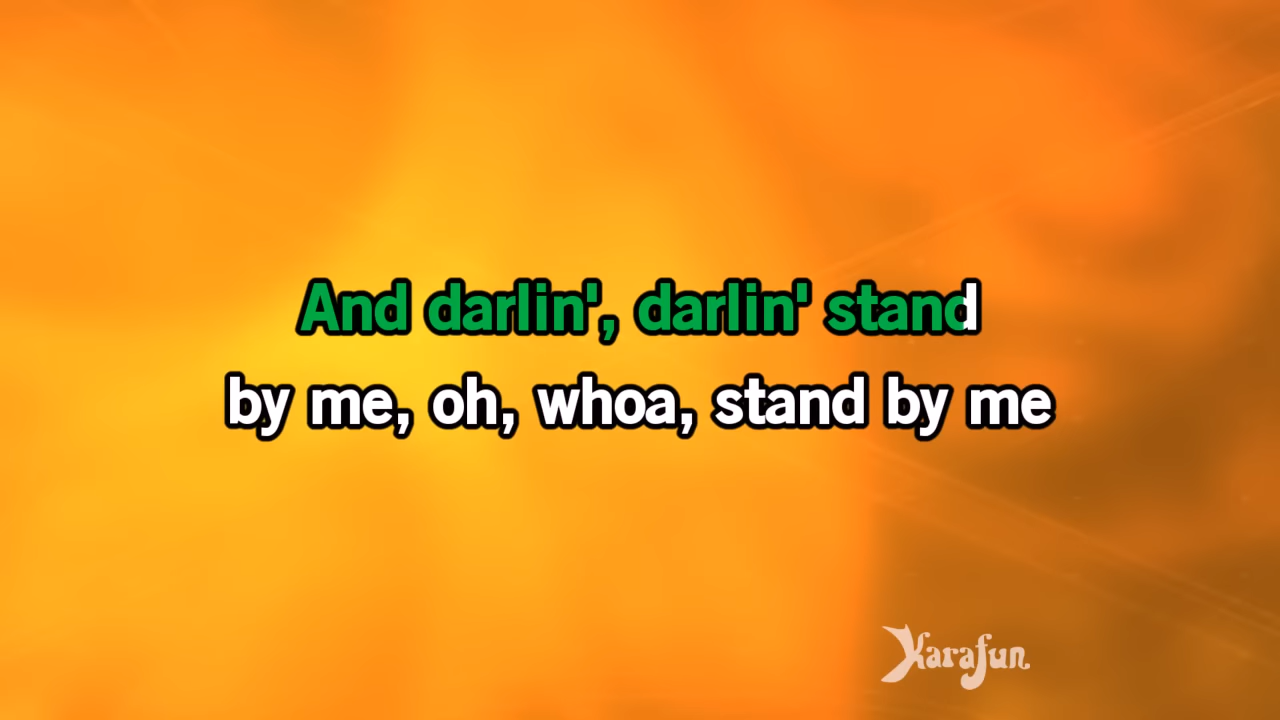 And darlin', darlin' stand
by me, oh, whoa, stand by me
Karafun